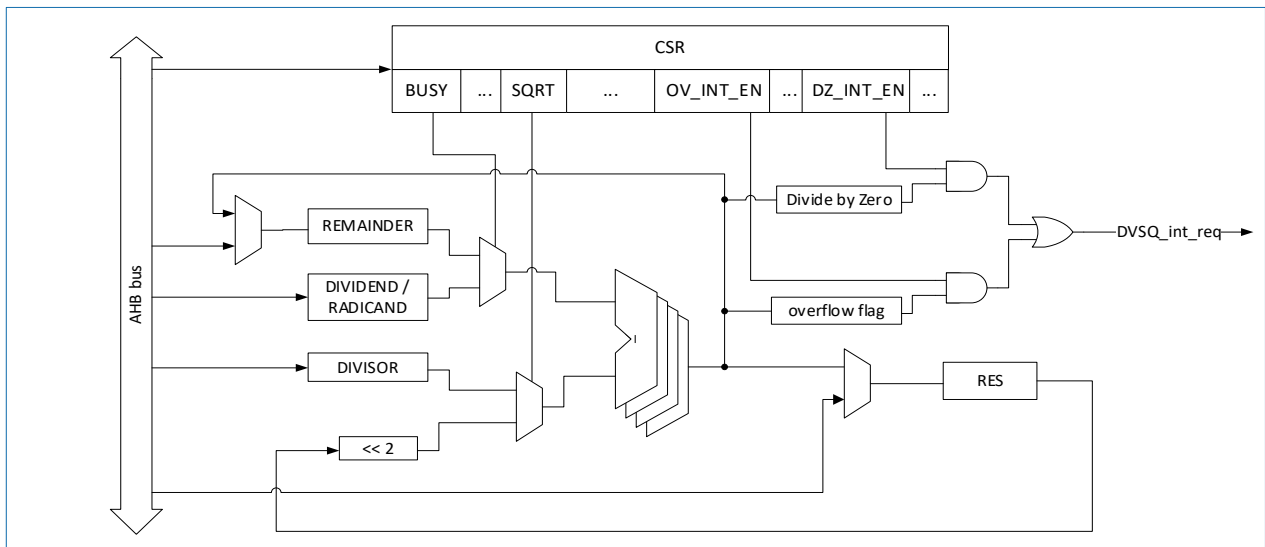 CSR
BUSY ... SQRT ... OV_INT_EN ... DZ_INT_EN ...
AHB bus
REMAINDER
Divide by Zero
DVSQ_int_req
DIVIDEND /
RADICAND
overflow flag
DIVISOR
RES
<< 2